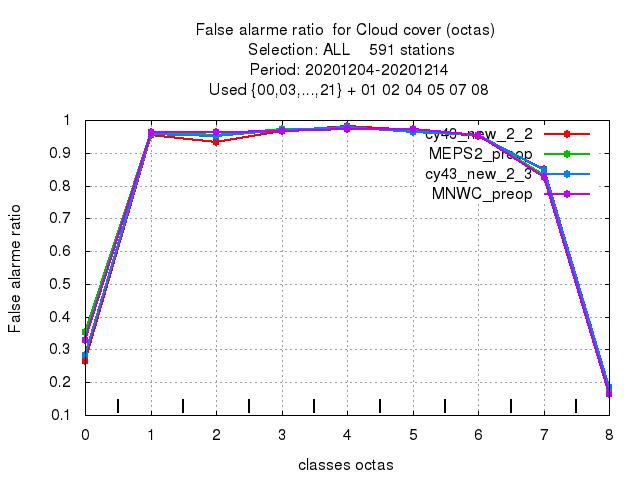 False alarme ratio  for Cloud cover (octas)
Selection: ALL    591 stations
Period: 20201204-20201214
Used {00,03,...,21} + 01 02 04 05 07 08
cy43_new_2_2
MEPS2_preop
cy43_new_2_3
MNWC_preop
False alarme ratio
1
0.9
0.8
0.7
0.6
0.5
0.4
0.3
0.2
0.1
0 1 2 3 4 5 6 7 8
classes octas